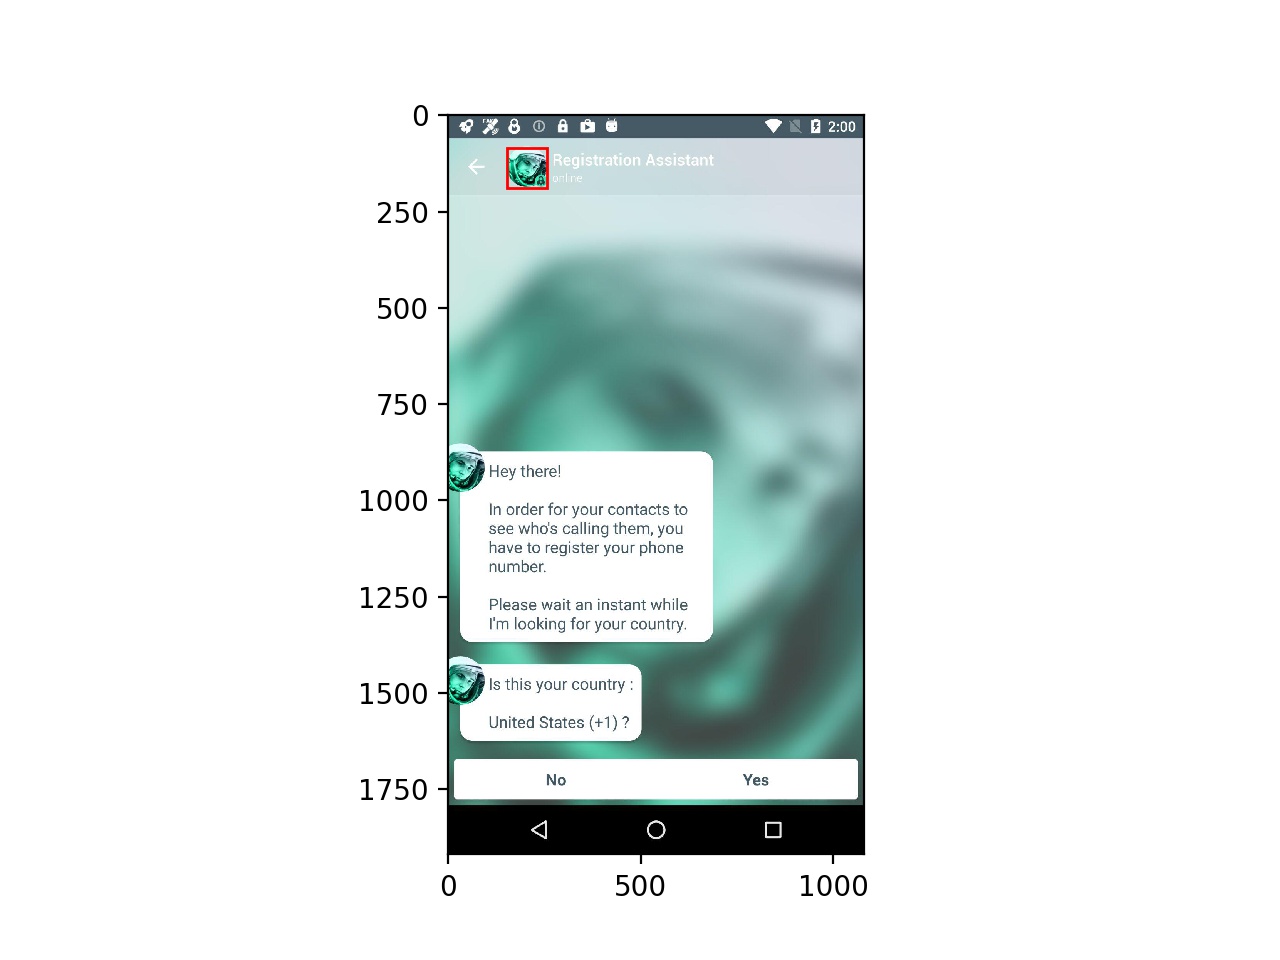 2:00
0
Registration Assistant
online
250
500
750
Hey there!
1000
In order for your contacts to
see who's calling them, you
have to register your phone
number.
1250
Please wait an instant while
I'm looking for your country.
1500
Is this your country :
United States (+1) ?
1750
No
Yes
0
500
1000